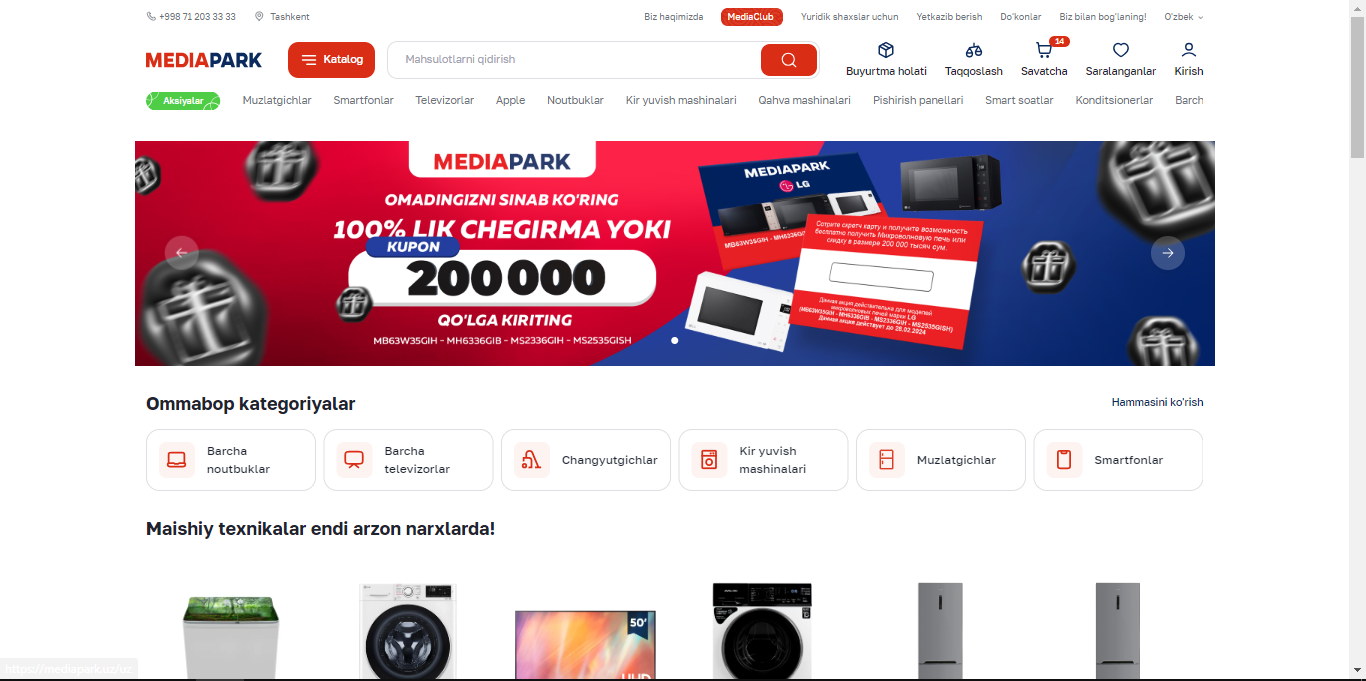 +998 71 203 33 33
Tashkent
Biz haqimizda
MediaClub
Yuridik shaxslar uchun
Yetkazib berish
Do'konlar
Biz bilan bog'laning!
O'zbek
MEDIAPARK
Katalog
Mahsulotlarni qidirish
Buyurtma holati
Taqqoslash
14
Savatcha
Saralanganlar
Kirish
Aksiyalar
Muzlatgichlar
Smartfonlar
Televizorlar
Apple
Noutbuklar
Kir yuvish mashinalari
Qahva mashinalari
Pishirish panellari
Smart soatlar
Konditsionerlar
Barch
MEDIAPARK
OMADINGIZNI SINAB KO'RING
100% LIK CHEGIRMA YOKI
KUPON
200 000
QO'LGA KIRITING
MB63W35GIH - MH6336GIB - MS2336GIH - MS2535GISH
MEDIAPARK
LG
MB63W35GIH - MH6336GI
Сотрите скретч карту и получите возможность
бесплатно получить Микроволновую печь или
скидку в размере 200 000 тысяч сум.
Данная акция действительна для моделей
микроволновых печей марки LG
(MB63W35GIH - MH6336GIB - MS2336GIH - MS2535GISH)
Данная акция действует до 28.02.2024
Ommabop kategoriyalar
Hammasini ko'rish
Barcha
noutbuklar
Barcha
televizorlar
Changyutgichlar
Kir yuvish
mashinalari
Muzlatgichlar
Smartfonlar
Maishiy texnikalar endi arzon narxlarda!
50'
UHD
https://mediapark.uz/uz